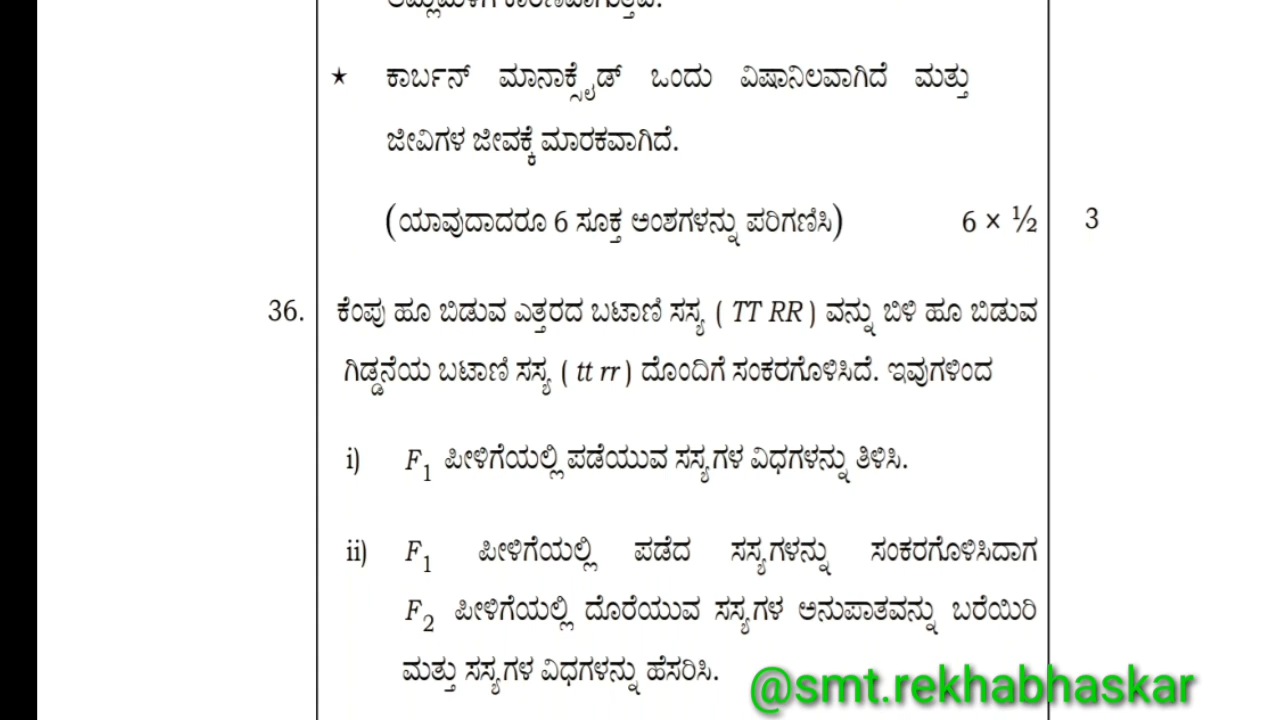 ★ ಕಾರ್ಬನ್ ಮಾನಾಕ್ಸೈಡ್ ಒಂದು ವಿಷಾನಿಲವಾಗಿದೆ ಮತ್ತು
ಜೀವಿಗಳ ಜೀವಕ್ಕೆ ಮಾರಕವಾಗಿದೆ.
(ಯಾವುದಾದರೂ 6 ಸೂಕ್ತ ಅಂಶಗಳನ್ನು ಪರಿಗಣಿಸಿ) 6 × ½ 3
36. ಕೆಂಪು ಹೂ ಬಿಡುವ ಎತ್ತರದ ಬಟಾಣಿ ಸಸ್ಯ ( TT RR ) ವನ್ನು ಬಿಳಿ ಹೂ ಬಿಡುವ
ಗಿಡ್ಡನೆಯ ಬಟಾಣಿ ಸಸ್ಯ ( tt rr ) ದೊಂದಿಗೆ ಸಂಕರಗೊಳಿಸಿದೆ. ಇವುಗಳಿಂದ
i) F₁ ಪೀಳಿಗೆಯಲ್ಲಿ ಪಡೆಯುವ ಸಸ್ಯಗಳ ವಿಧಗಳನ್ನು ತಿಳಿಸಿ.
ii) F₁ ಪೀಳಿಗೆಯಲ್ಲಿ ಪಡೆದ ಸಸ್ಯಗಳನ್ನು ಸಂಕರಗೊಳಿಸಿದಾಗ
F₂ ಪೀಳಿಗೆಯಲ್ಲಿ ದೊರೆಯುವ ಸಸ್ಯಗಳ ಅನುಪಾತವನ್ನು ಬರೆಯಿರಿ
ಮತ್ತು ಸಸ್ಯಗಳ ವಿಧಗಳನ್ನು ಹೆಸರಿಸಿ.
@smt.rekhabhaskar